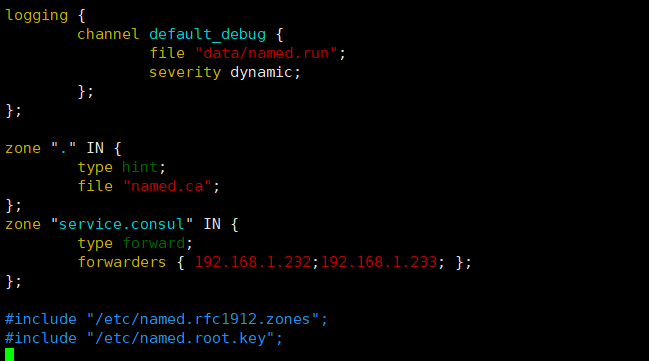 logging {
        channel default_debug {
                file "data/named.run";
                severity dynamic;
        };
};

zone "." IN {
        type hint;
        file "named.ca";
};
zone "service.consul" IN {
        type forward;
        forwarders { 192.168.1.232;192.168.1.233; };
};

#include "/etc/named.rfc1912.zones";
#include "/etc/named.root.key";